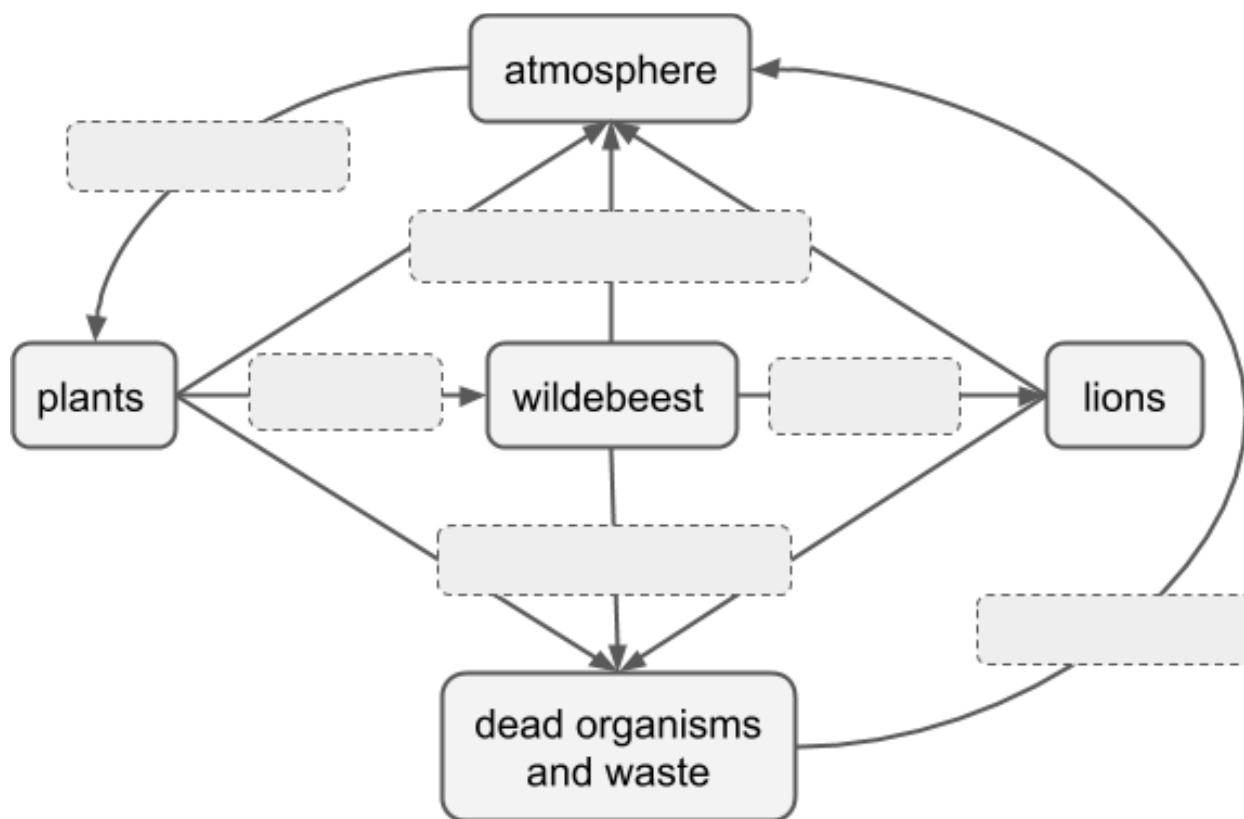 atmosphere
plants
wildebeest
lions
dead organisms
and waste